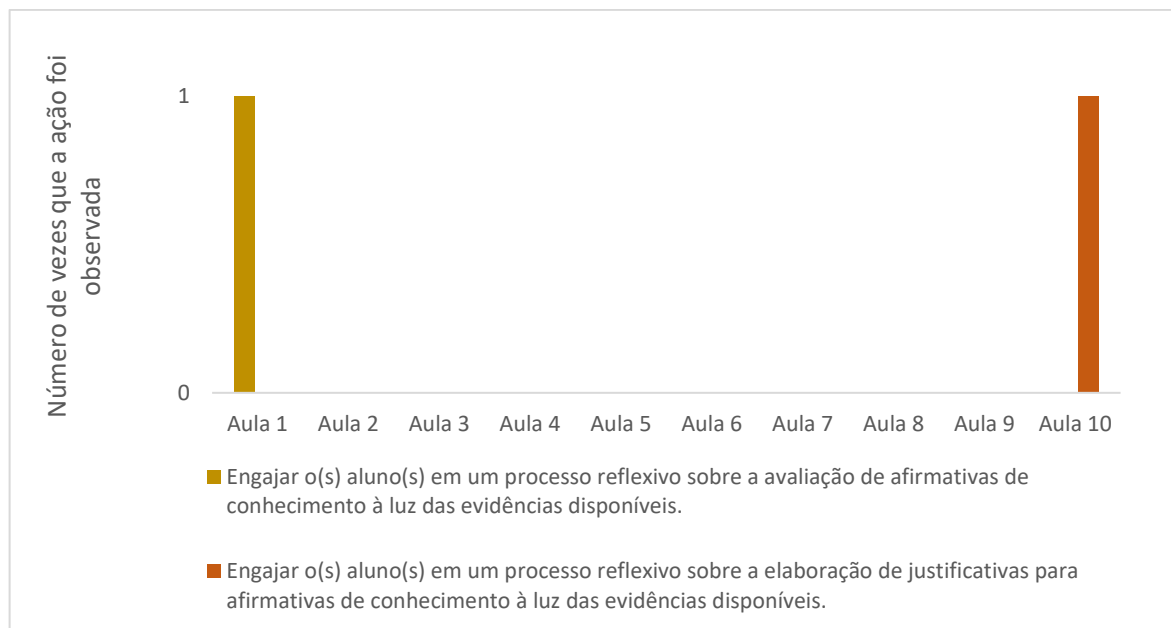 Número de vezes que a ação foi
observada
1
0
Aula 1 Aula 2 Aula 3 Aula 4 Aula 5 Aula 6 Aula 7 Aula 8 Aula 9 Aula 10
Engajar o(s) aluno(s) em um processo reflexivo sobre a avaliação de afirmativas de
conhecimento à luz das evidências disponíveis.
Engajar o(s) aluno(s) em um processo reflexivo sobre a elaboração de justificativas para
afirmativas de conhecimento à luz das evidências disponíveis.